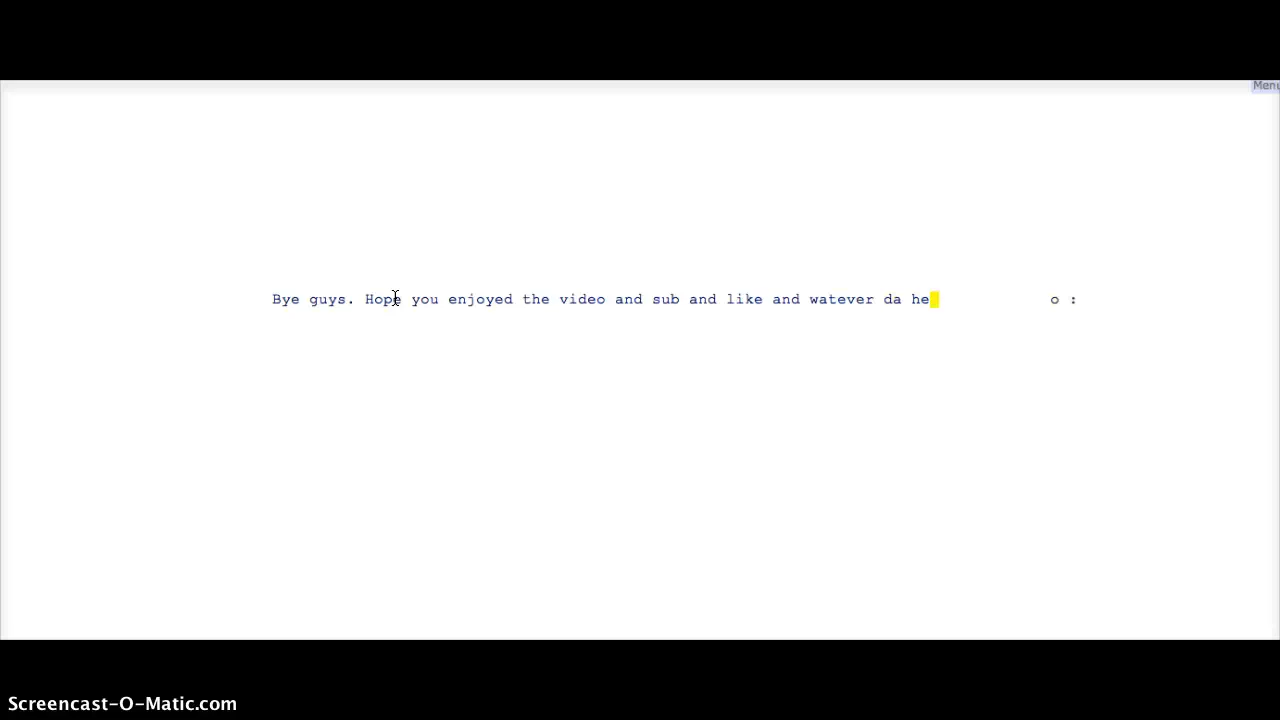 Menu
Bye guys. Hope you enjoyed the video and sub and like and watever da he o :
Screencast-O-Matic.com